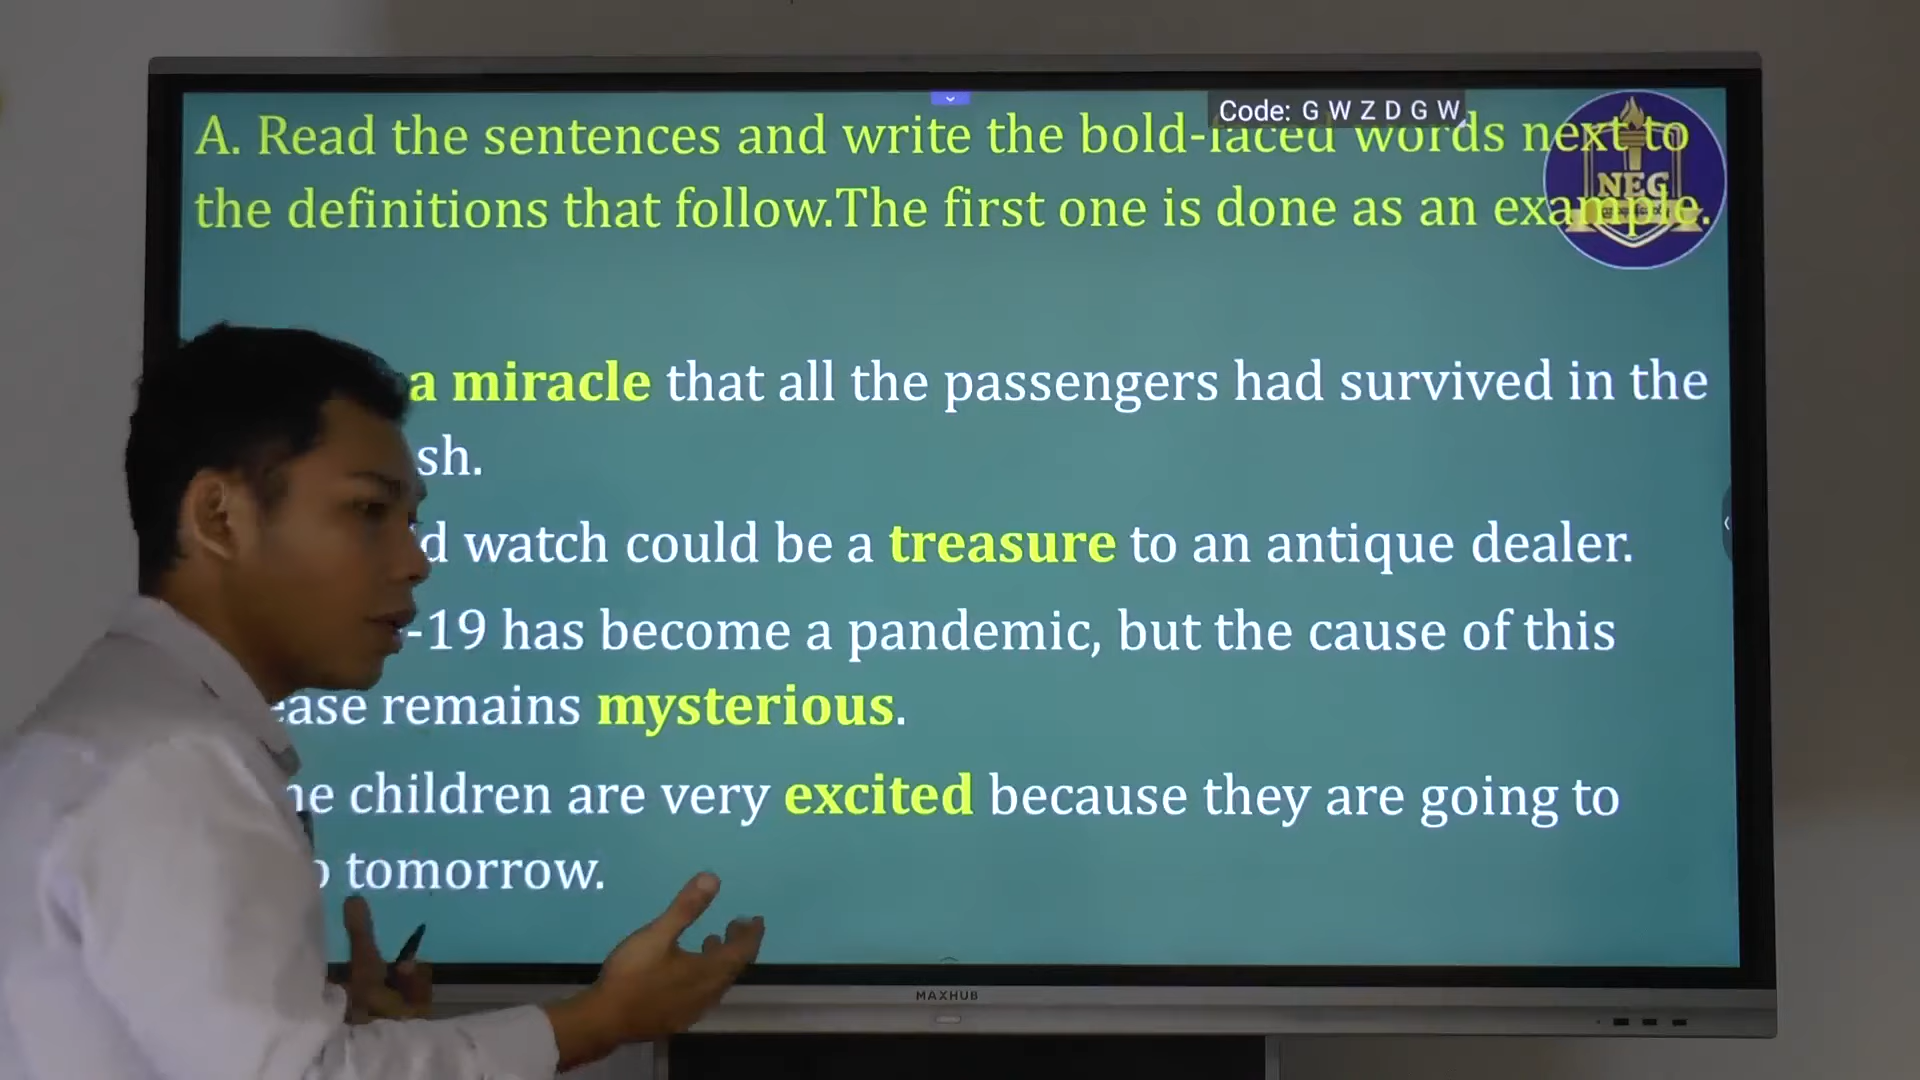 Code: G W Z D G W
A. Read the sentences and write the bold-faced words next to
the definitions that follow.The first one is done as an example.
NEG
a miracle that all the passengers had survived in the
sh.
d watch could be a treasure to an antique dealer.
-19 has become a pandemic, but the cause of this
ease remains mysterious.
he children are very excited because they are going to
o tomorrow.
MAXHUB